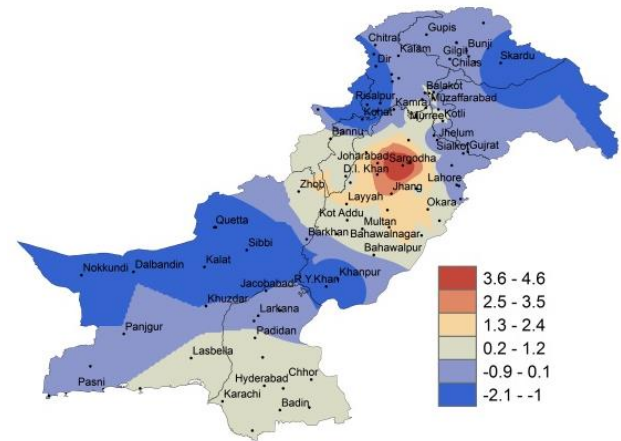 Gupis
Chitral
Kalam
Gilgit
Bunji
Dir
Chilas
Skardu
Balakot
Risalpur
Kamra
Muzaffarabad
Kohat
Murree
Kotli
Bannu
Jhelum
Sialkot
Gujrat
Joharabad
Sargodha
D.I. Khan
Lahore
Zhob
Jhang
Layyah
Okara
Kot Addu
Quetta
Multan
Barkhan
Bahawalnagar
Sibbi
Bahawalpur
Nokkundi
Dalbandin
Kalat
R.Y.Khan
Khanpur
Jacobabad
Khuzdar
Larkana
Panjgur
Padidan
Lasbella
Pasni
Hyderabad
Chhor
Karachi
Badin
3.6 - 4.6
2.5 - 3.5
1.3 - 2.4
0.2 - 1.2
-0.9 - 0.1
-2.1 - -1